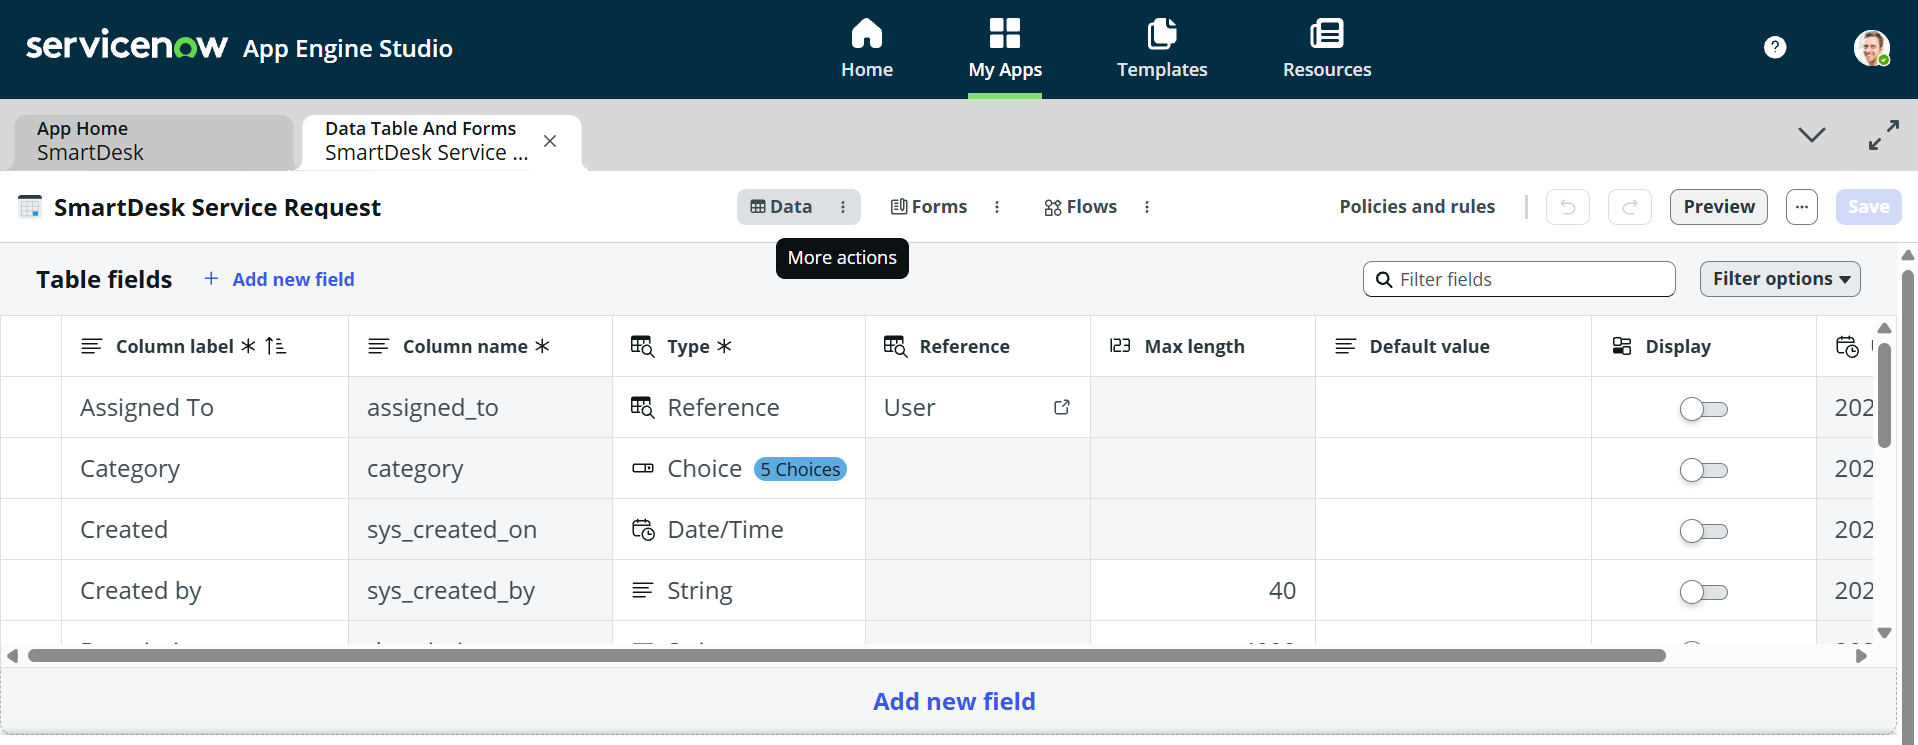 servicenow App Engine Studio
Home
My Apps
Templates
Resources
?
App Home
SmartDesk
Data Table And Forms
SmartDesk Service ...
SmartDesk Service Request
Data
Forms
Flows
Policies and rules
Preview
...
Save
More actions
Table fields
+ Add new field
Filter fields
Filter options
Column label *
Column name *
Type *
Reference
Max length
Default value
Display
Assigned To
assigned_to
Reference
User
202
Category
category
Choice
5 Choices
202
Created
sys_created_on
Date/Time
202
Created by
sys_created_by
String
40
202
Add new field